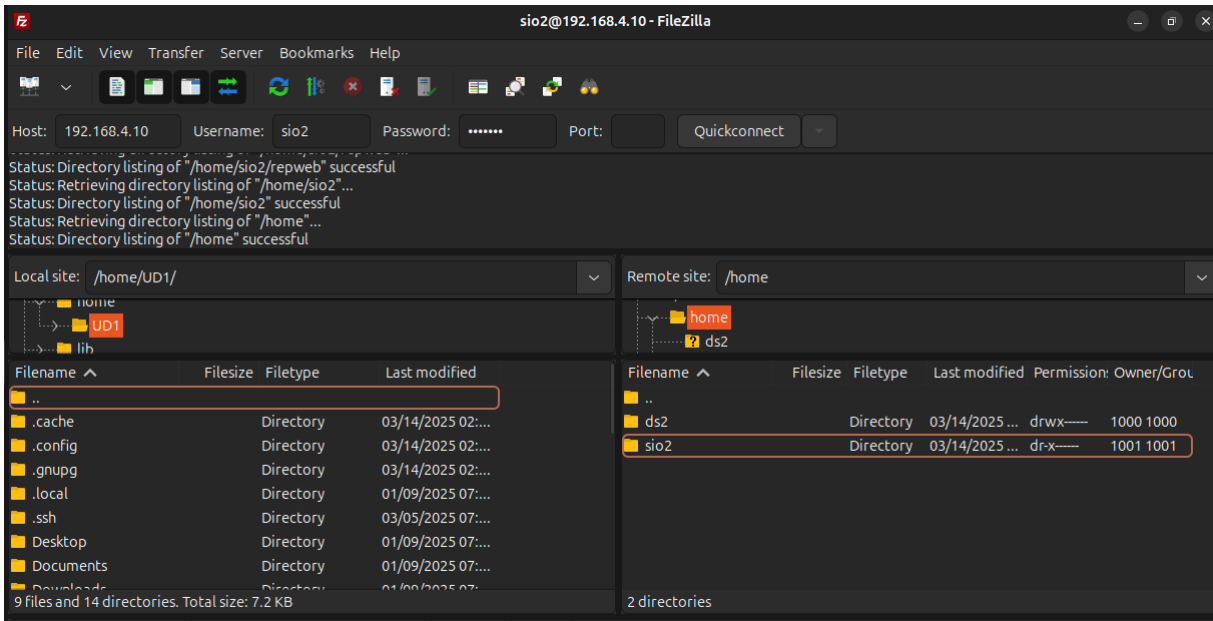 sio2@192.168.4.10 - FileZilla
File Edit View Transfer Server Bookmarks Help
Host: 192.168.4.10 Username: sio2 Password: ••••••• Port: Quickconnect
Status: Directory listing of "/home/sio2/repweb" successful
Status: Retrieving directory listing of "/home/sio2"...
Status: Directory listing of "/home/sio2" successful
Status: Retrieving directory listing of "/home"...
Status: Directory listing of "/home" successful
Local site: /home/UD1/
home
UD1
lib
Filename Filesize Filetype Last modified
..
.cache Directory 03/14/2025 02:...
.config Directory 03/14/2025 02:...
.gnupg Directory 03/14/2025 02:...
.local Directory 01/09/2025 07:...
.ssh Directory 03/05/2025 07:...
Desktop Directory 01/09/2025 07:...
Documents Directory 01/09/2025 07:...
Downloads Directory 01/09/2025 07:...
9 files and 14 directories. Total size: 7.2 KB
Remote site: /home
home
ds2
Filename Filesize Filetype Last modified Permission: Owner/Grou
..
ds2 Directory 03/14/2025 ... drwx------ 1000 1000
sio2 Directory 03/14/2025 ... dr-x------ 1001 1001
2 directories